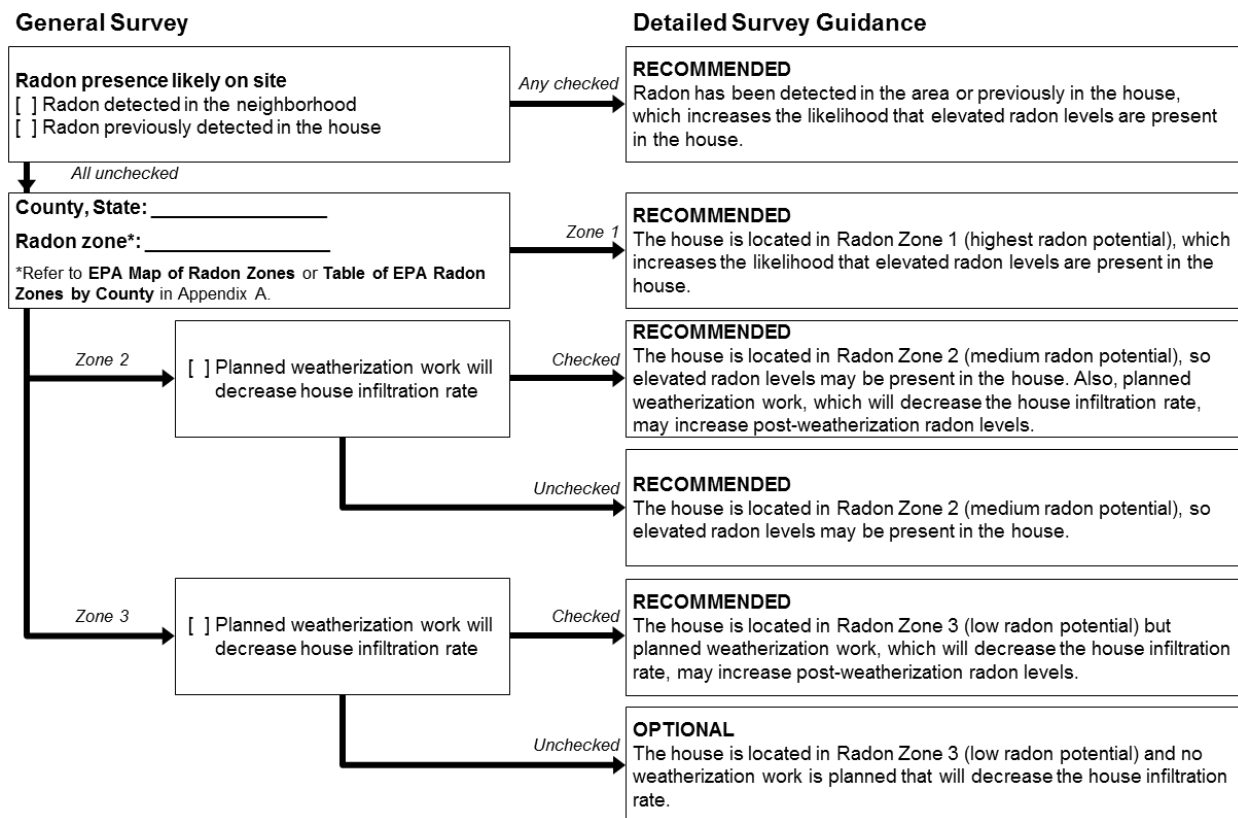 General Survey
Detailed Survey Guidance
Radon presence likely on site
[ ] Radon detected in the neighborhood
[ ] Radon previously detected in the house
Any checked
RECOMMENDED
Radon has been detected in the area or previously in the house,
which increases the likelihood that elevated radon levels are present
in the house.
All unchecked
County, State: ________________
Radon zone*: _________________
*Refer to EPA Map of Radon Zones or Table of EPA Radon
Zones by County in Appendix A.
Zone 1
RECOMMENDED
The house is located in Radon Zone 1 (highest radon potential), which
increases the likelihood that elevated radon levels are present in the
house.
Zone 2
[ ] Planned weatherization work will
decrease house infiltration rate
Checked
RECOMMENDED
The house is located in Radon Zone 2 (medium radon potential), so
elevated radon levels may be present in the house. Also, planned
weatherization work, which will decrease the house infiltration rate,
may increase post-weatherization radon levels.
Unchecked
RECOMMENDED
The house is located in Radon Zone 2 (medium radon potential), so
elevated radon levels may be present in the house.
Zone 3
[ ] Planned weatherization work will
decrease house infiltration rate
Checked
RECOMMENDED
The house is located in Radon Zone 3 (low radon potential) but
planned weatherization work, which will decrease the house infiltration
rate, may increase post-weatherization radon levels.
Unchecked
OPTIONAL
The house is located in Radon Zone 3 (low radon potential) and no
weatherization work is planned that will decrease the house infiltration
rate.